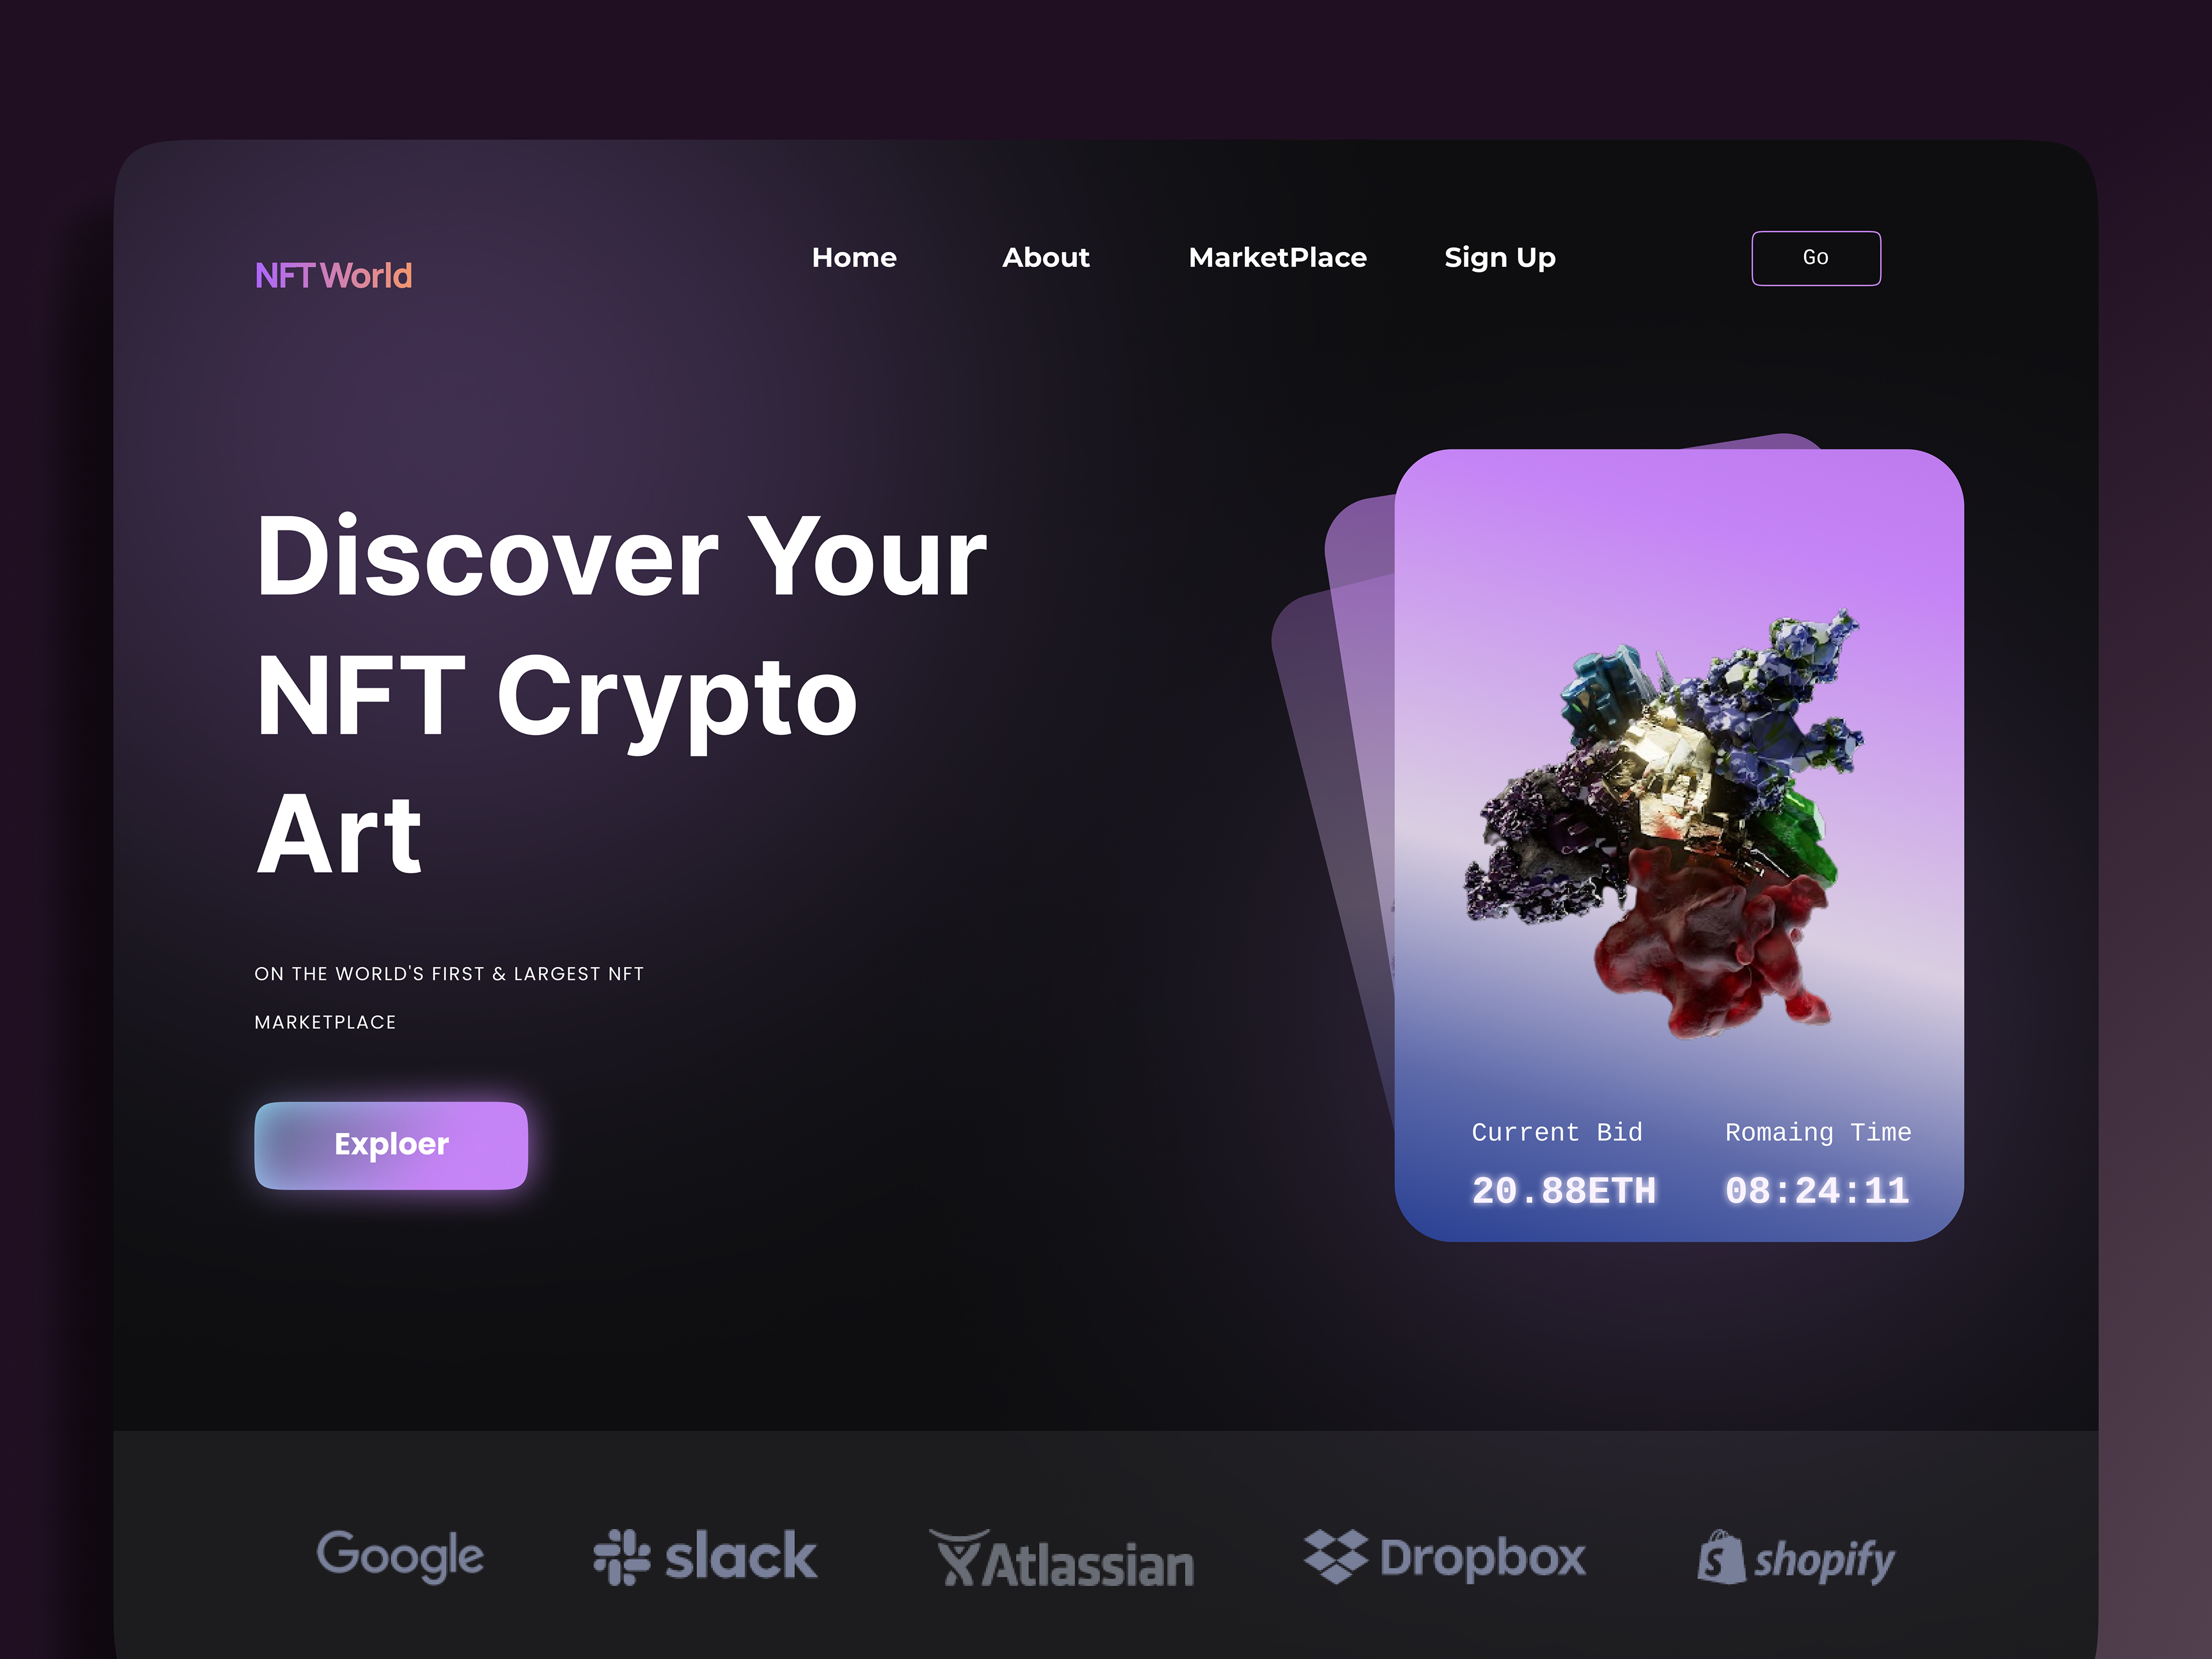 NFT World
Home About MarketPlace Sign Up Go
Discover Your
NFT Crypto
Art
ON THE WORLD'S FIRST & LARGEST NFT
MARKETPLACE
Exploer
Current Bid Romaing Time
20.88ETH 08:24:11
Google slack Atlassian Dropbox shopify